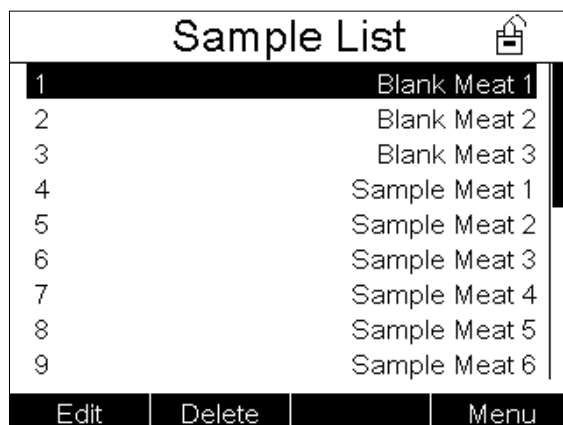 Sample List
1 Blank Meat 1
2 Blank Meat 2
3 Blank Meat 3
4 Sample Meat 1
5 Sample Meat 2
6 Sample Meat 3
7 Sample Meat 4
8 Sample Meat 5
9 Sample Meat 6
Edit Delete Menu